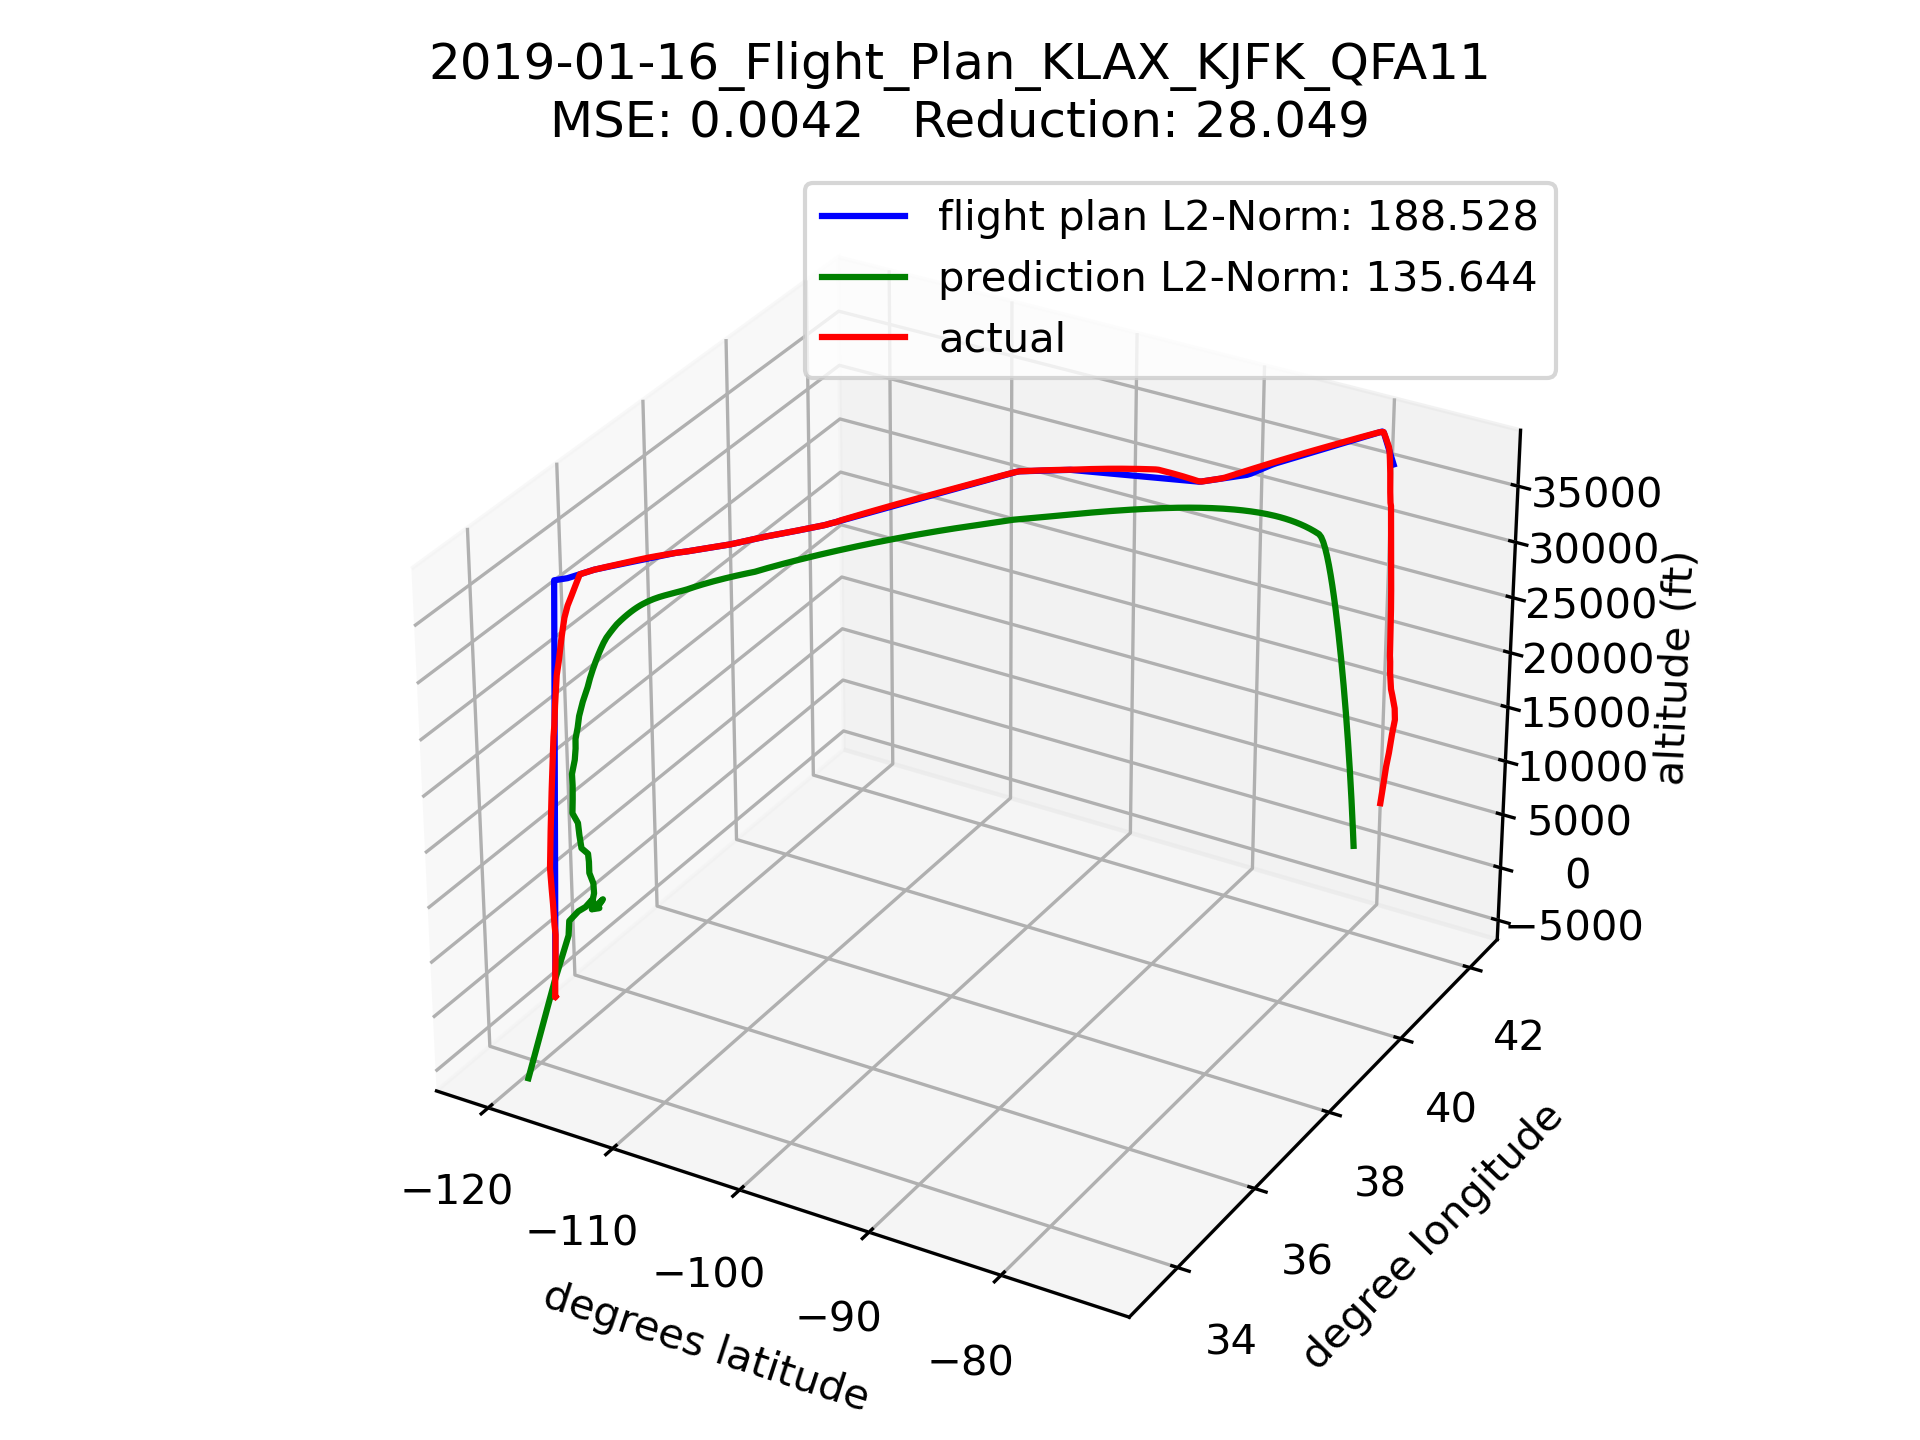 2019-01-16_Flight_Plan_KLAX_KJFK_QFA11
MSE: 0.0042   Reduction: 28.049
flight plan L2-Norm: 188.528
prediction L2-Norm: 135.644
actual
35000
30000
25000
20000
15000
10000
5000
0
−5000
altitude (ft)
42
40
38
36
34
degree longitude
−120
−110
−100
−90
−80
degrees latitude